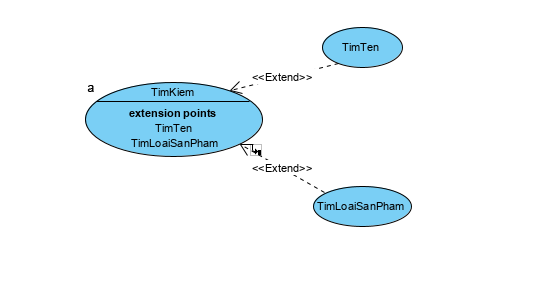 TimTen
<<Extend>>
a
TimKiem
extension points
TimTen
TimLoaiSanPham
<<Extend>>
TimLoaiSanPham